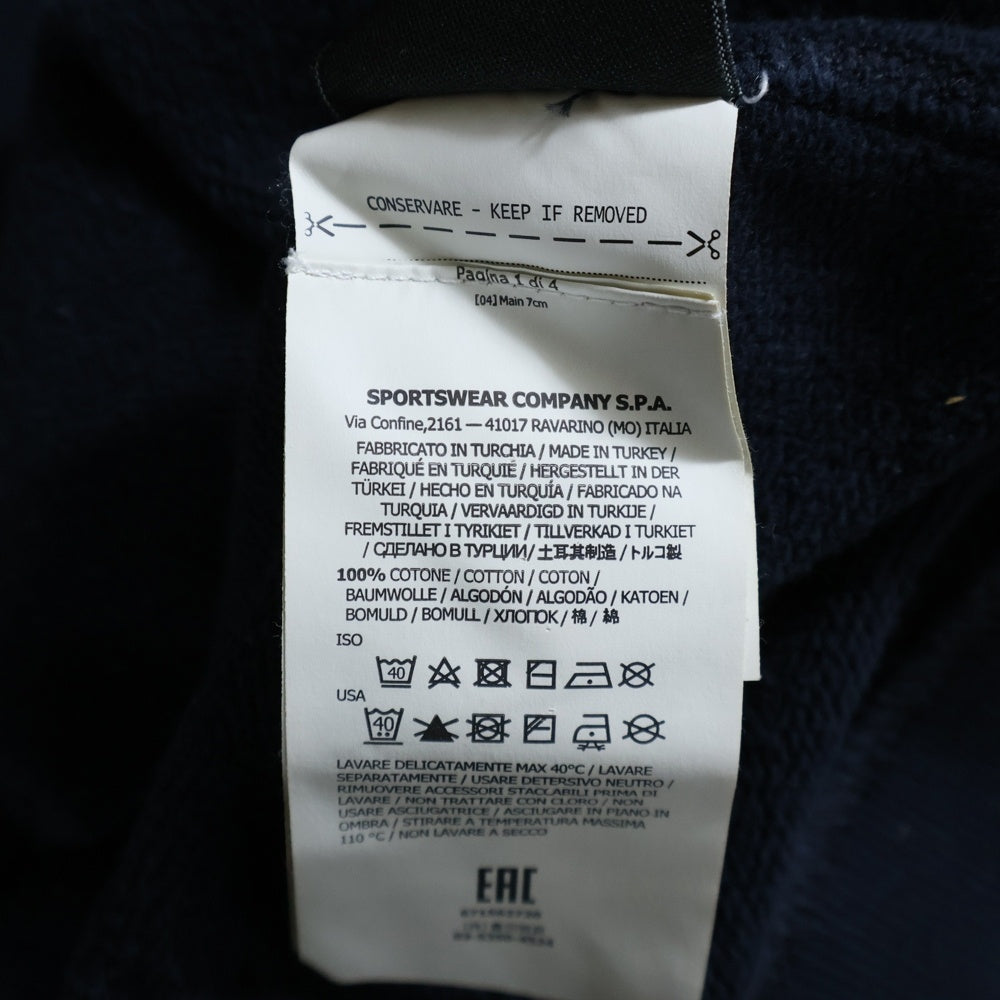 CONSERVARE - KEEP IF REMOVED
Pagina 1 di 4
[04] Main 7cm
SPORTSWEAR COMPANY S.P.A.
Via Confine,2161 — 41017 RAVARINO (MO) ITALIA
FABBRICATO IN TURCHIA / MADE IN TURKEY /
FABRIQUÉ EN TURQUIE / HERGESTELLT IN DER
TÜRKEI / HECHO EN TURQUÍA / FABRICADO NA
TURQUIA / VERVAARDIGD IN TURKIJE /
FREMSTILLET I TYRKIET / TILLVERKAD I TURKIET
/ СДЕЛАНО В ТУРЦИИ/ 土耳其制造 / トルコ製
100% COTONE / COTTON / COTON /
BAUMWOLLE / ALGODÓN / ALGODÃO / KATOEN /
BOMULD / BOMULL / ХЛОПОК / 棉 / 綿
ISO
40
USA
40
LAVARE DELICATAMENTE MAX 40°C / LAVARE
SEPARATAMENTE / USARE DETERSIVO NEUTRO /
RIMUOVERE ACCESSORI STACCABILI PRIMA DI
LAVARE / NON TRATTARE CON CLORO / NON
USARE ASCIUGATRICE / ASCIUGARE IN PIANO IN
OMBRA / STIRARE A TEMPERATURA MASSIMA
110 °C / NON LAVARE A SECCO
EAC